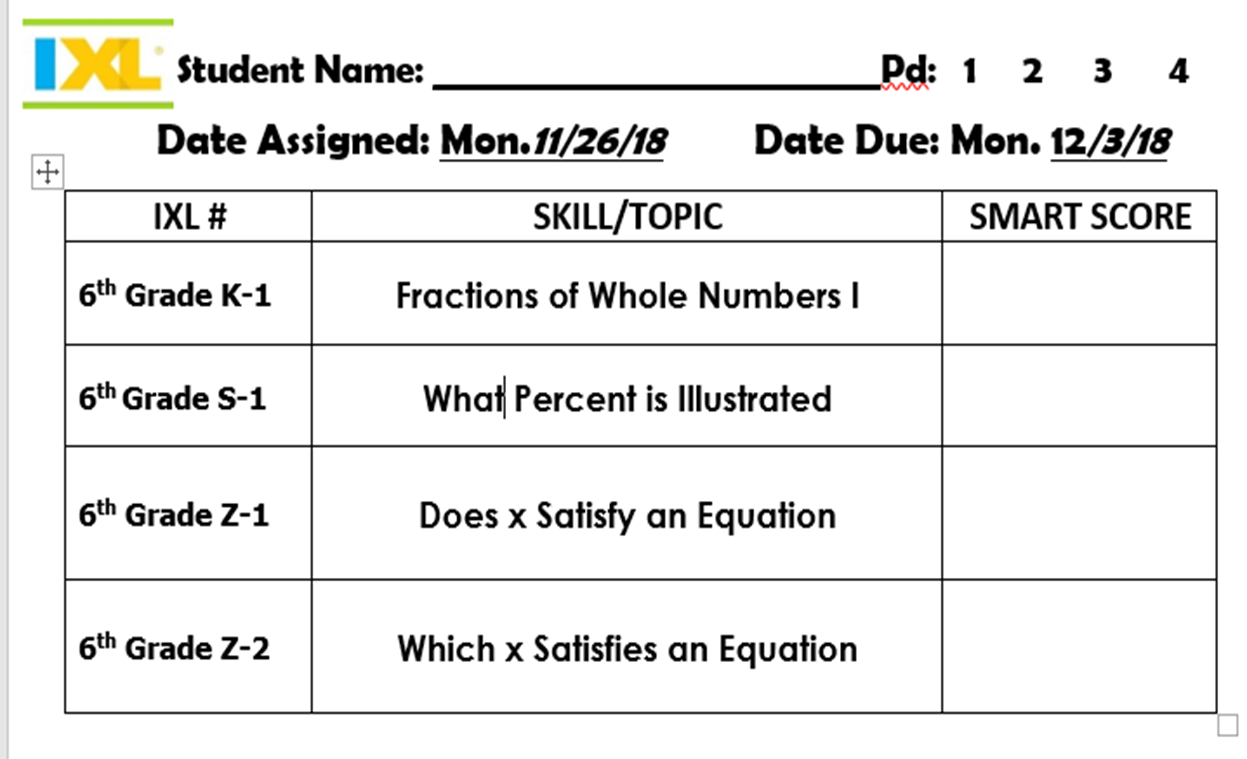 IXL® Student Name: ____________________ Pd: 1 2 3 4
Date Assigned: Mon. 11/26/18 Date Due: Mon. 12/3/18
IXL # SKILL/TOPIC SMART SCORE
6th Grade K-1 Fractions of Whole Numbers I
6th Grade S-1 What Percent is Illustrated
6th Grade Z-1 Does x Satisfy an Equation
6th Grade Z-2 Which x Satisfies an Equation